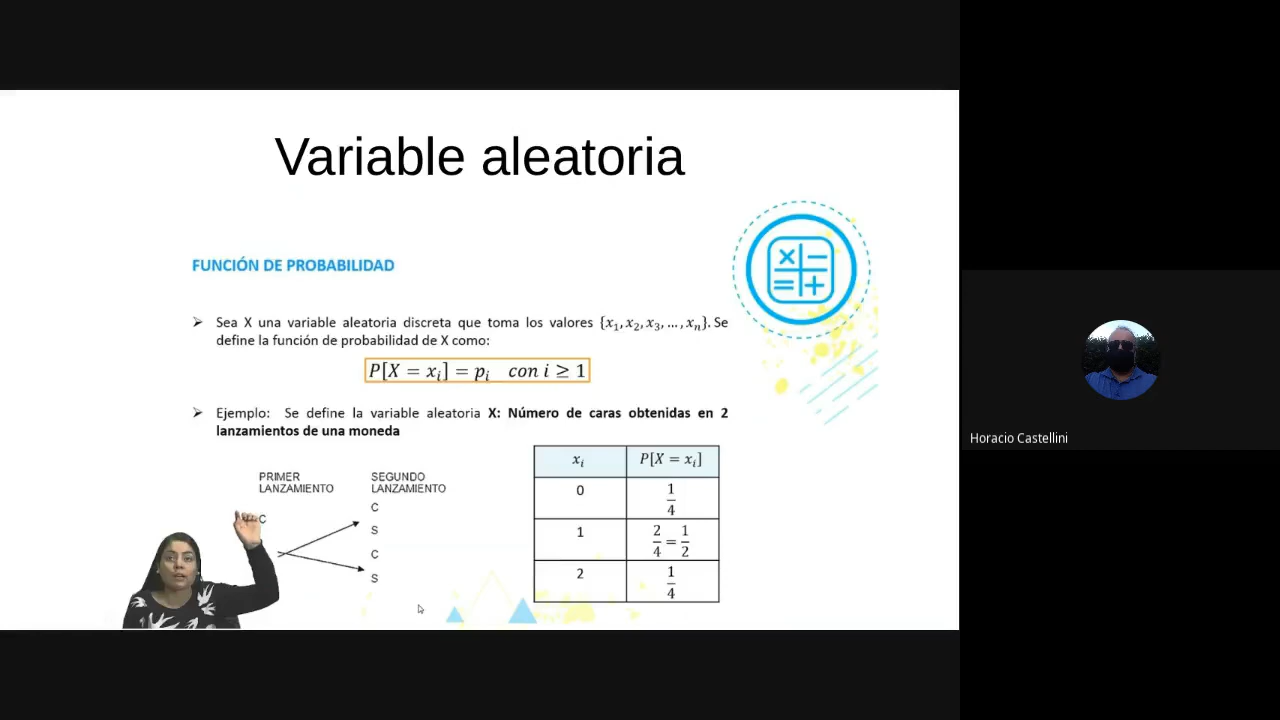 Variable aleatoria
FUNCIÓN DE PROBABILIDAD
➢ Sea X una variable aleatoria discreta que toma los valores {x₁, x₂, x₃, … , xₙ}. Se
define la función de probabilidad de X como:
P[X = xᵢ] = pᵢ con i ≥ 1
➢ Ejemplo: Se define la variable aleatoria X: Número de caras obtenidas en 2
lanzamientos de una moneda
PRIMER
LANZAMIENTO
C
SEGUNDO
LANZAMIENTO
C
S
C
S
xᵢ P[X = xᵢ]
0 1/4
1 2/4 = 1/2
2 1/4
Horacio Castellini